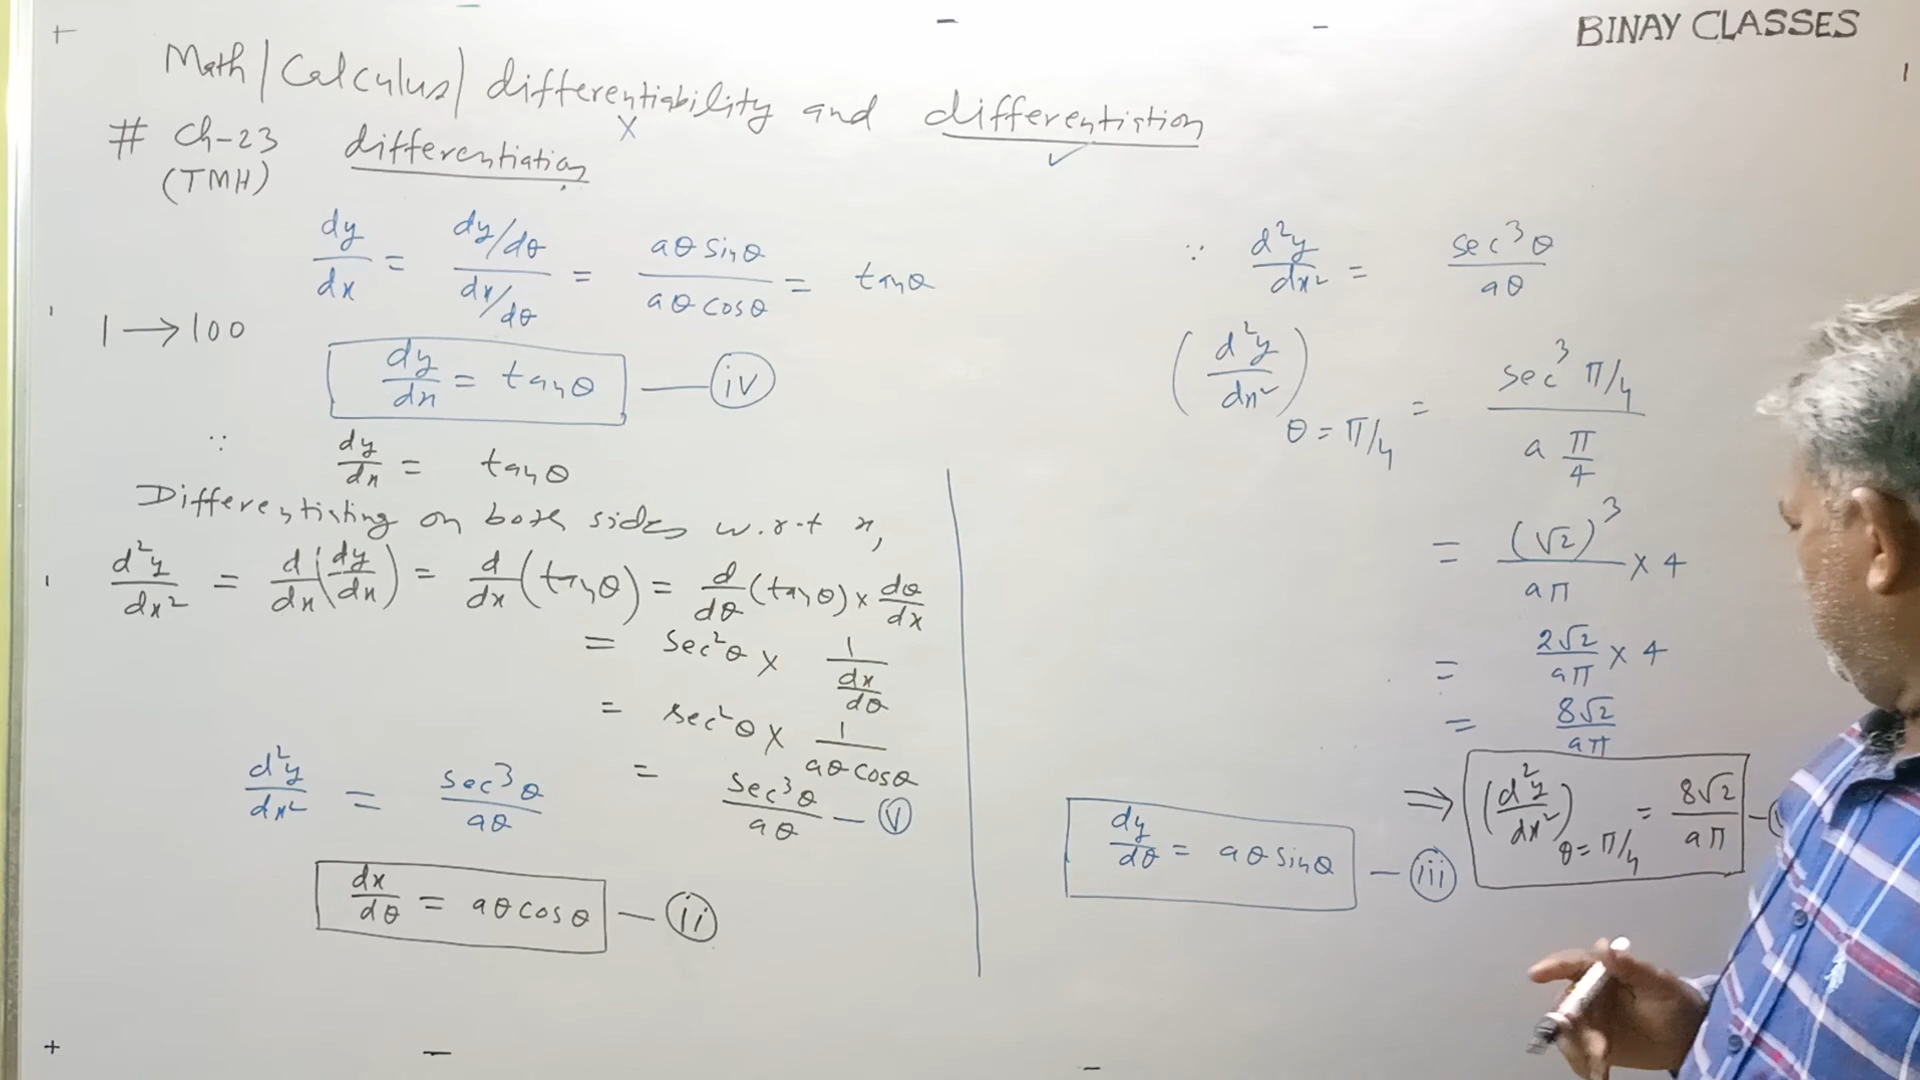 BINAY CLASSES
Math/Calculus/differentiability and differentiation
# Ch-23 differentiation
(TMH)
dy/dx = (dy/dθ)/(dx/dθ) = aθ sinθ / aθ cosθ = tanθ
1 → 100
dy/dx = tanθ — (iv)
∵ dy/dx = tanθ
Differentiating on both sides w.r.t x,
d²y/dx² = d/dx (dy/dx) = d/dx (tanθ) = d/dθ (tanθ) × dθ/dx
= sec²θ × 1/(dx/dθ)
= sec²θ × 1/(aθ cosθ)
= sec³θ/aθ — (v)
d²y/dx² = sec³θ/aθ
dx/dθ = aθ cosθ — (ii)
∵ d²y/dx² = sec³θ/aθ
(d²y/dx²) θ = π/4 = sec³ π/4 / a π/4
= (√2)³/aπ × 4
= 2√2/aπ × 4
= 8√2/aπ
⇒ (d²y/dx²) θ = π/4 = 8√2/aπ —
dy/dθ = aθ sinθ — (iii)